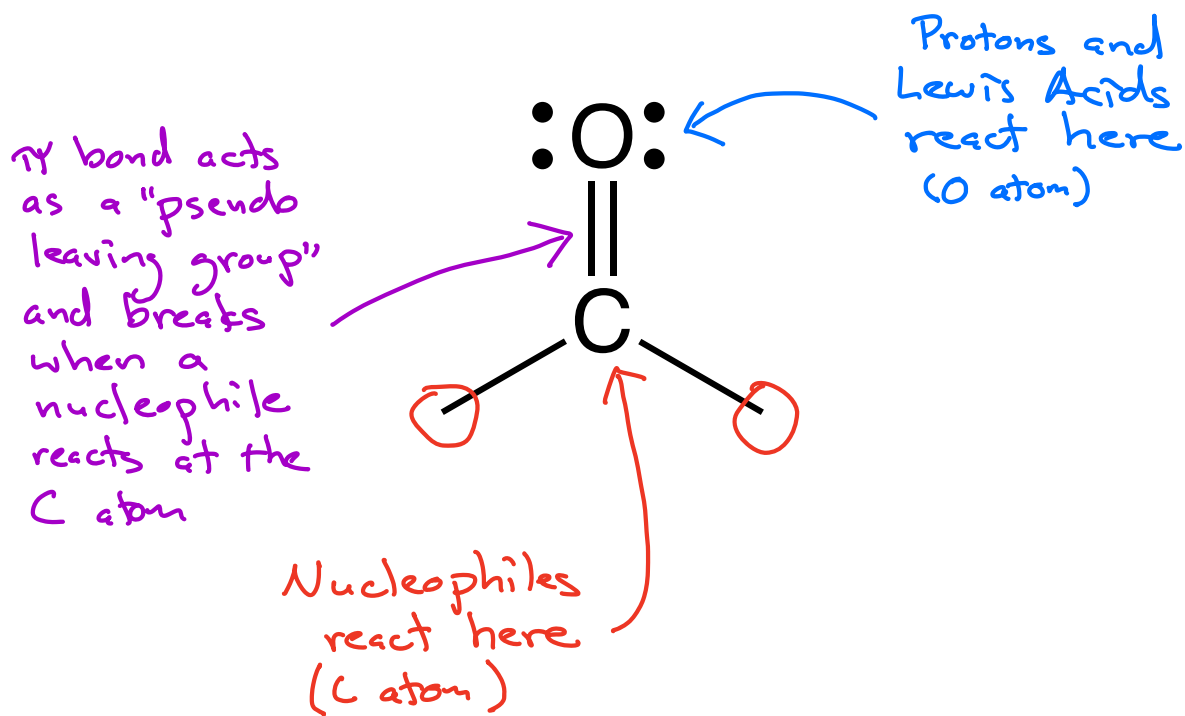 Protons and
Lewis Acids
react here
(O atom)
:O:
C
π bond acts
as a "pseudo
leaving group"
and breaks
when a
nucleophile
reacts at the
C atom
Nucleophiles
react here
(C atom)